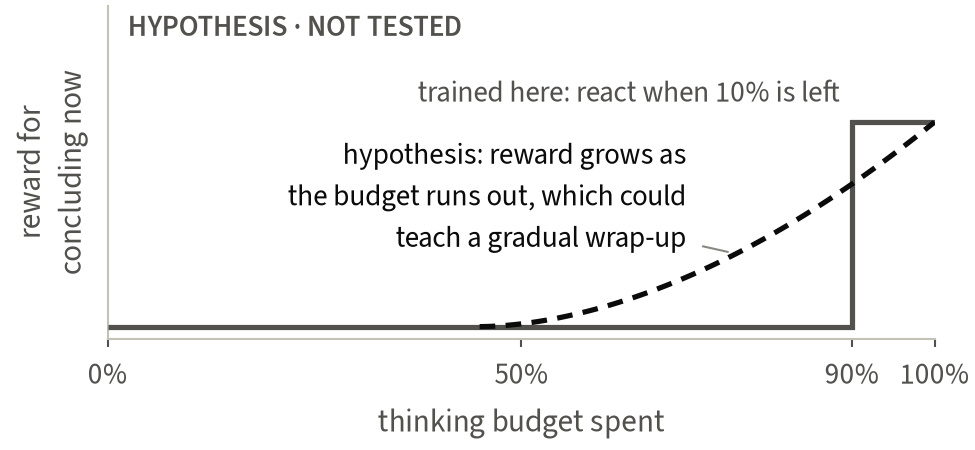 HYPOTHESIS · NOT TESTED
trained here: react when 10% is left
hypothesis: reward grows as
the budget runs out, which could
teach a gradual wrap-up
reward for
concluding now
0%
50%
90%
100%
thinking budget spent